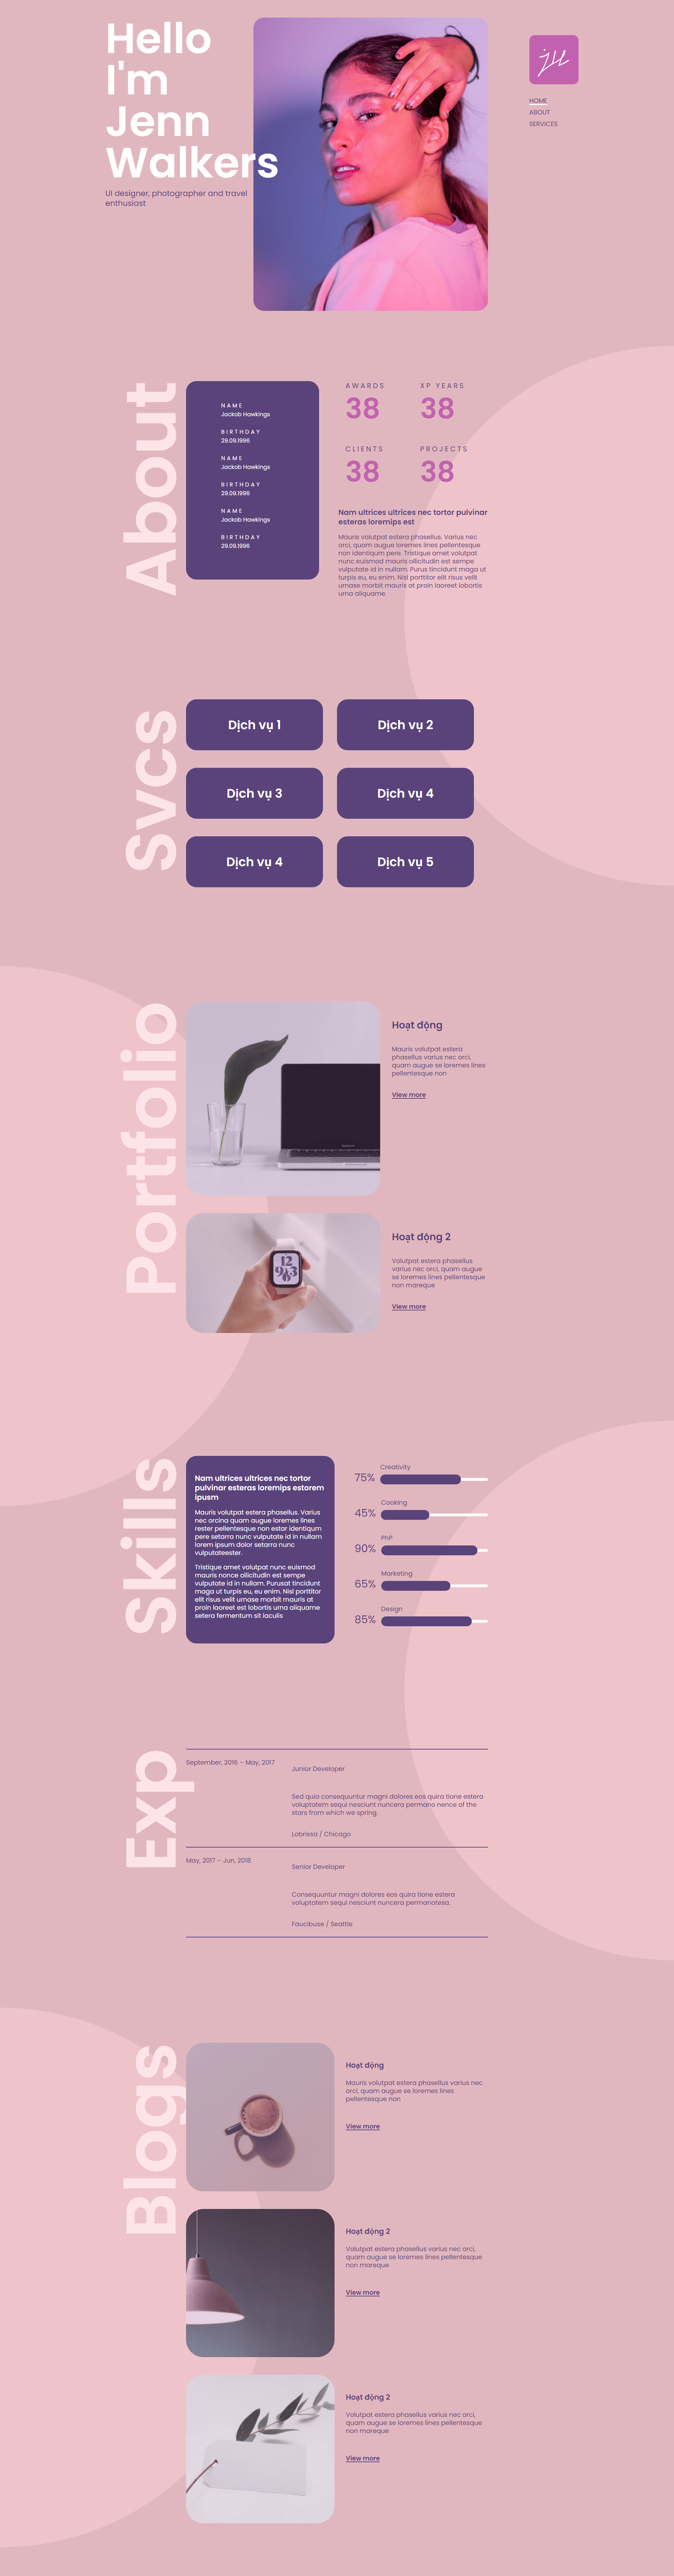 Hello
I'm
Jenn
Walkers
UI designer, photographer and travel
enthusiast
HOME
ABOUT
SERVICES
About
NAME
Jackob Hawkings
BIRTHDAY
29.09.1996
NAME
Jackob Hawkings
BIRTHDAY
29.09.1996
NAME
Jackob Hawkings
BIRTHDAY
29.09.1996
AWARDS
38
XP YEARS
38
CLIENTS
38
PROJECTS
38
Nam ultrices ultrices nec tortor pulvinar
esteras loremips est
Mauris volutpat estera phasellus. Varius nec
orci, quam augue loremes lines pellentesque
non identiqum pere. Tristique amet volutpat
nunc euismod mauris ollicitudin est sempe
vulputate id in nullam. Purus tincidunt maga ut
turpis eu, eu enim. Nisl porttitor elit risus velit
urnase morbit mauris at proin laoreet lobortis
urna aliquame.
Svcs
Dịch vụ 1
Dịch vụ 2
Dịch vụ 3
Dịch vụ 4
Dịch vụ 4
Dịch vụ 5
Portfolio
Hoạt động
Mauris volutpat estera
phasellus varius nec orci,
quam augue se loremes lines
pellentesque non
View more
Hoạt động 2
Volutpat estera phasellus
varius nec orci, quam augue
se loremes lines pellentesque
non mareque
View more
Skills
Nam ultrices ultrices nec tortor
pulvinar esteras loremips estorem
ipusm
Mauris volutpat estera phasellus. Varius
nec orcina quam augue loremes lines
rester pellentesque non estar identiqum
pere setarra nunc vulputate id in nullam
lorem ipsum dolor setarra nunc
vulputateester.
Tristique amet volutpat nunc euismod
mauris nonce ollicitudin est sempe
vulputate id in nullam. Purusat tincidunt
maga ut turpis eu, eu enim. Nisl porttitor
elit risus velit urnase morbit mauris at
proin laoreet est lobortis urna aliquame
setera fermentum sit iaculis
Creativity
75%
Cooking
45%
PhP
90%
Marketing
65%
Design
85%
Exp
September, 2016 – May, 2017
Junior Developer
Sed quia consequuntur magni dolores eos quira tione estera
voluptatem sequi nesciunt nuncera permano nence of the
stars from which we spring.
Lobrissa / Chicago
May, 2017 – Jun, 2018
Senior Developer
Consequuntur magni dolores eos quira tione estera
voluptatem sequi nesciunt nuncera permanotesa.
Faucibuse / Seattle
Blogs
Hoạt động
Mauris volutpat estera phasellus varius nec
orci, quam augue se loremes lines
pellentesque non
View more
Hoạt động 2
Volutpat estera phasellus varius nec orci,
quam augue se loremes lines pellentesque
non mareque
View more
Hoạt động 2
Volutpat estera phasellus varius nec orci,
quam augue se loremes lines pellentesque
non mareque
View more